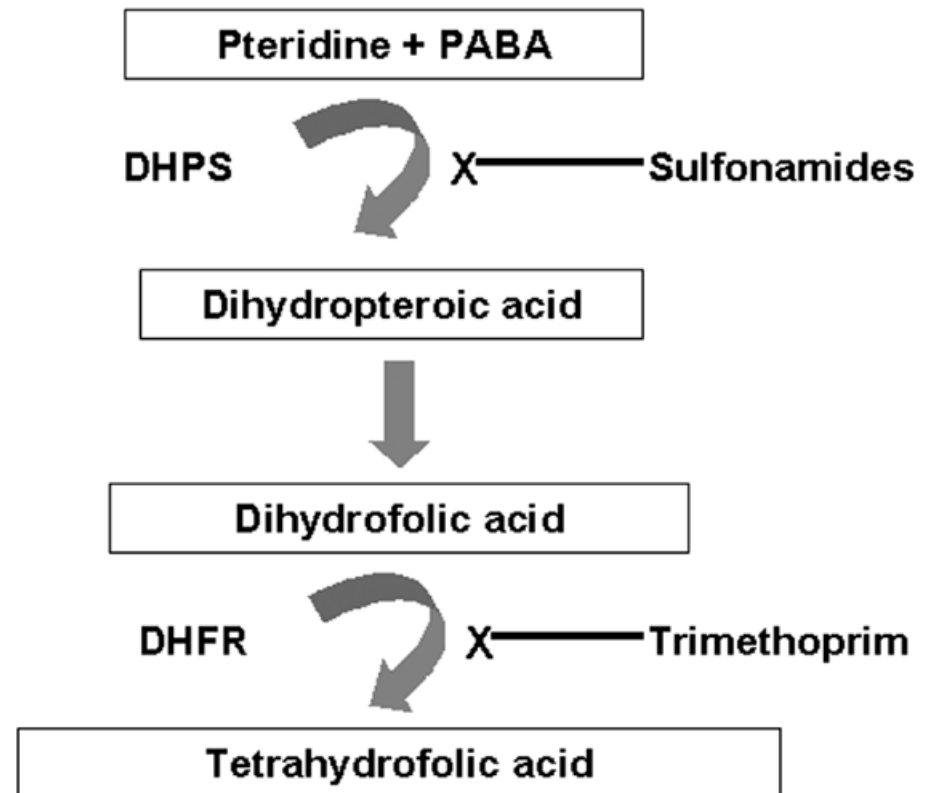 Pteridine + PABA
DHPS
X
Sulfonamides
Dihydropteroic acid
Dihydrofolic acid
DHFR
X
Trimethoprim
Tetrahydrofolic acid